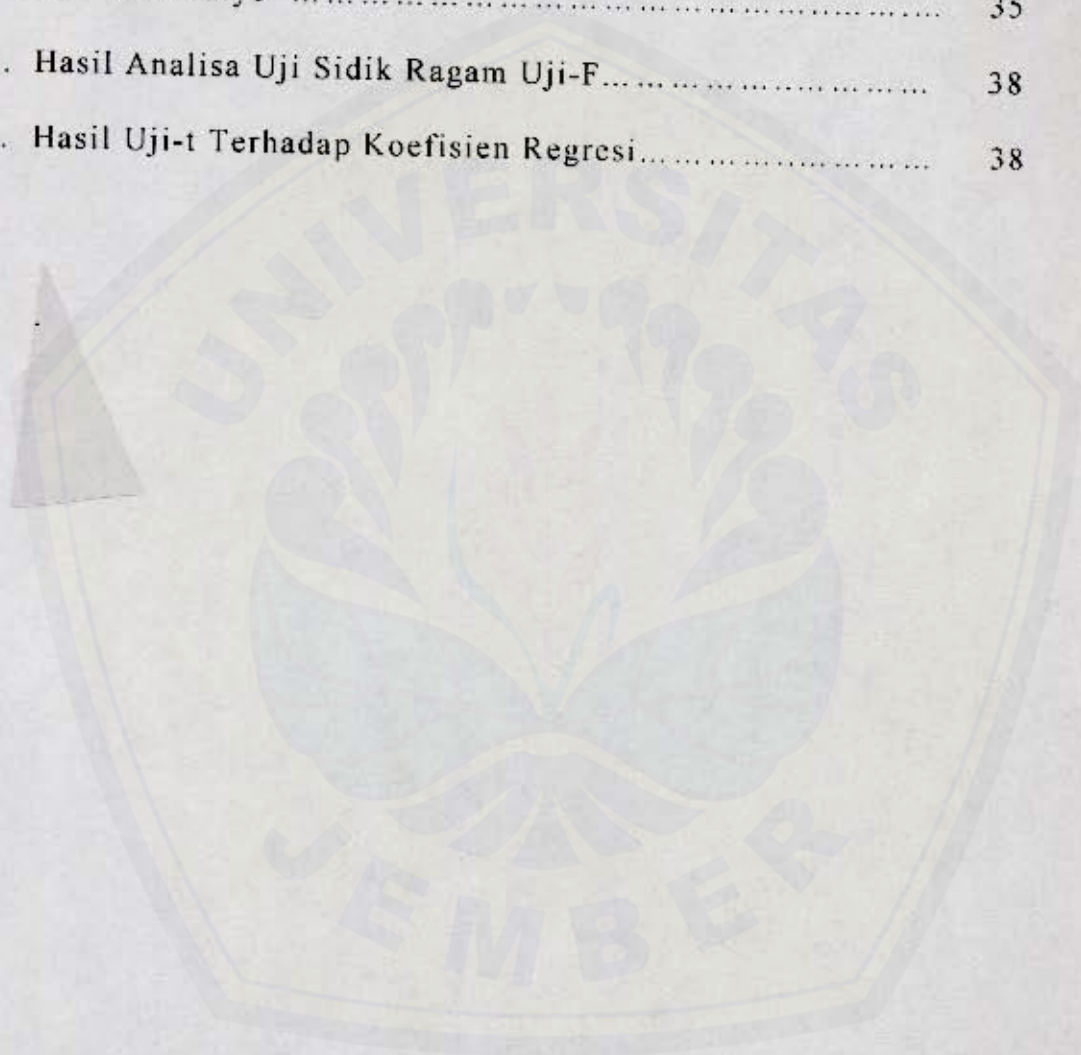 35
. Hasil Analisa Uji Sidik Ragam Uji-F........................ 38
. Hasil Uji-t Terhadap Koefisien Regresi........................ 38
UNIVERSITAS
JEMBER